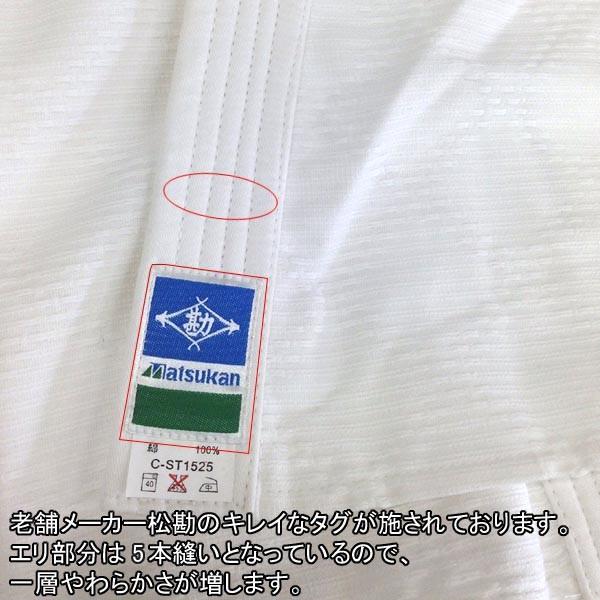 勘
Matsukan
綿 100%
C-ST1525
40 中
老舗メーカー松勘のキレイなタグが施されております。
エリ部分は5本縫いとなっているので、
一層やわらかさが増します。